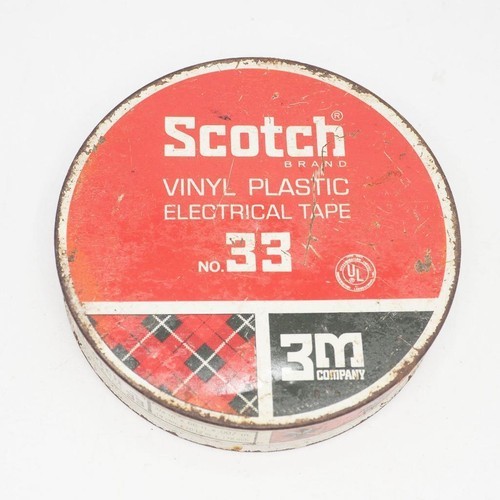 Scotch®
BRAND
VINYL PLASTIC
ELECTRICAL TAPE
NO. 33
UL
3M
COMPANY